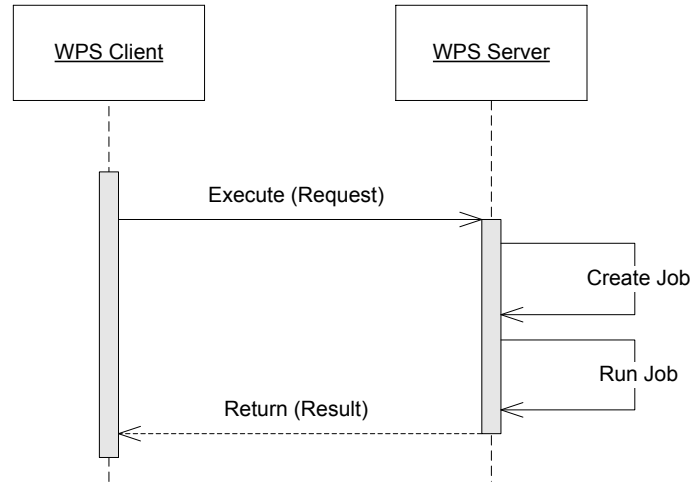 WPS Client
WPS Server
Execute (Request)
Create Job
Run Job
Return (Result)